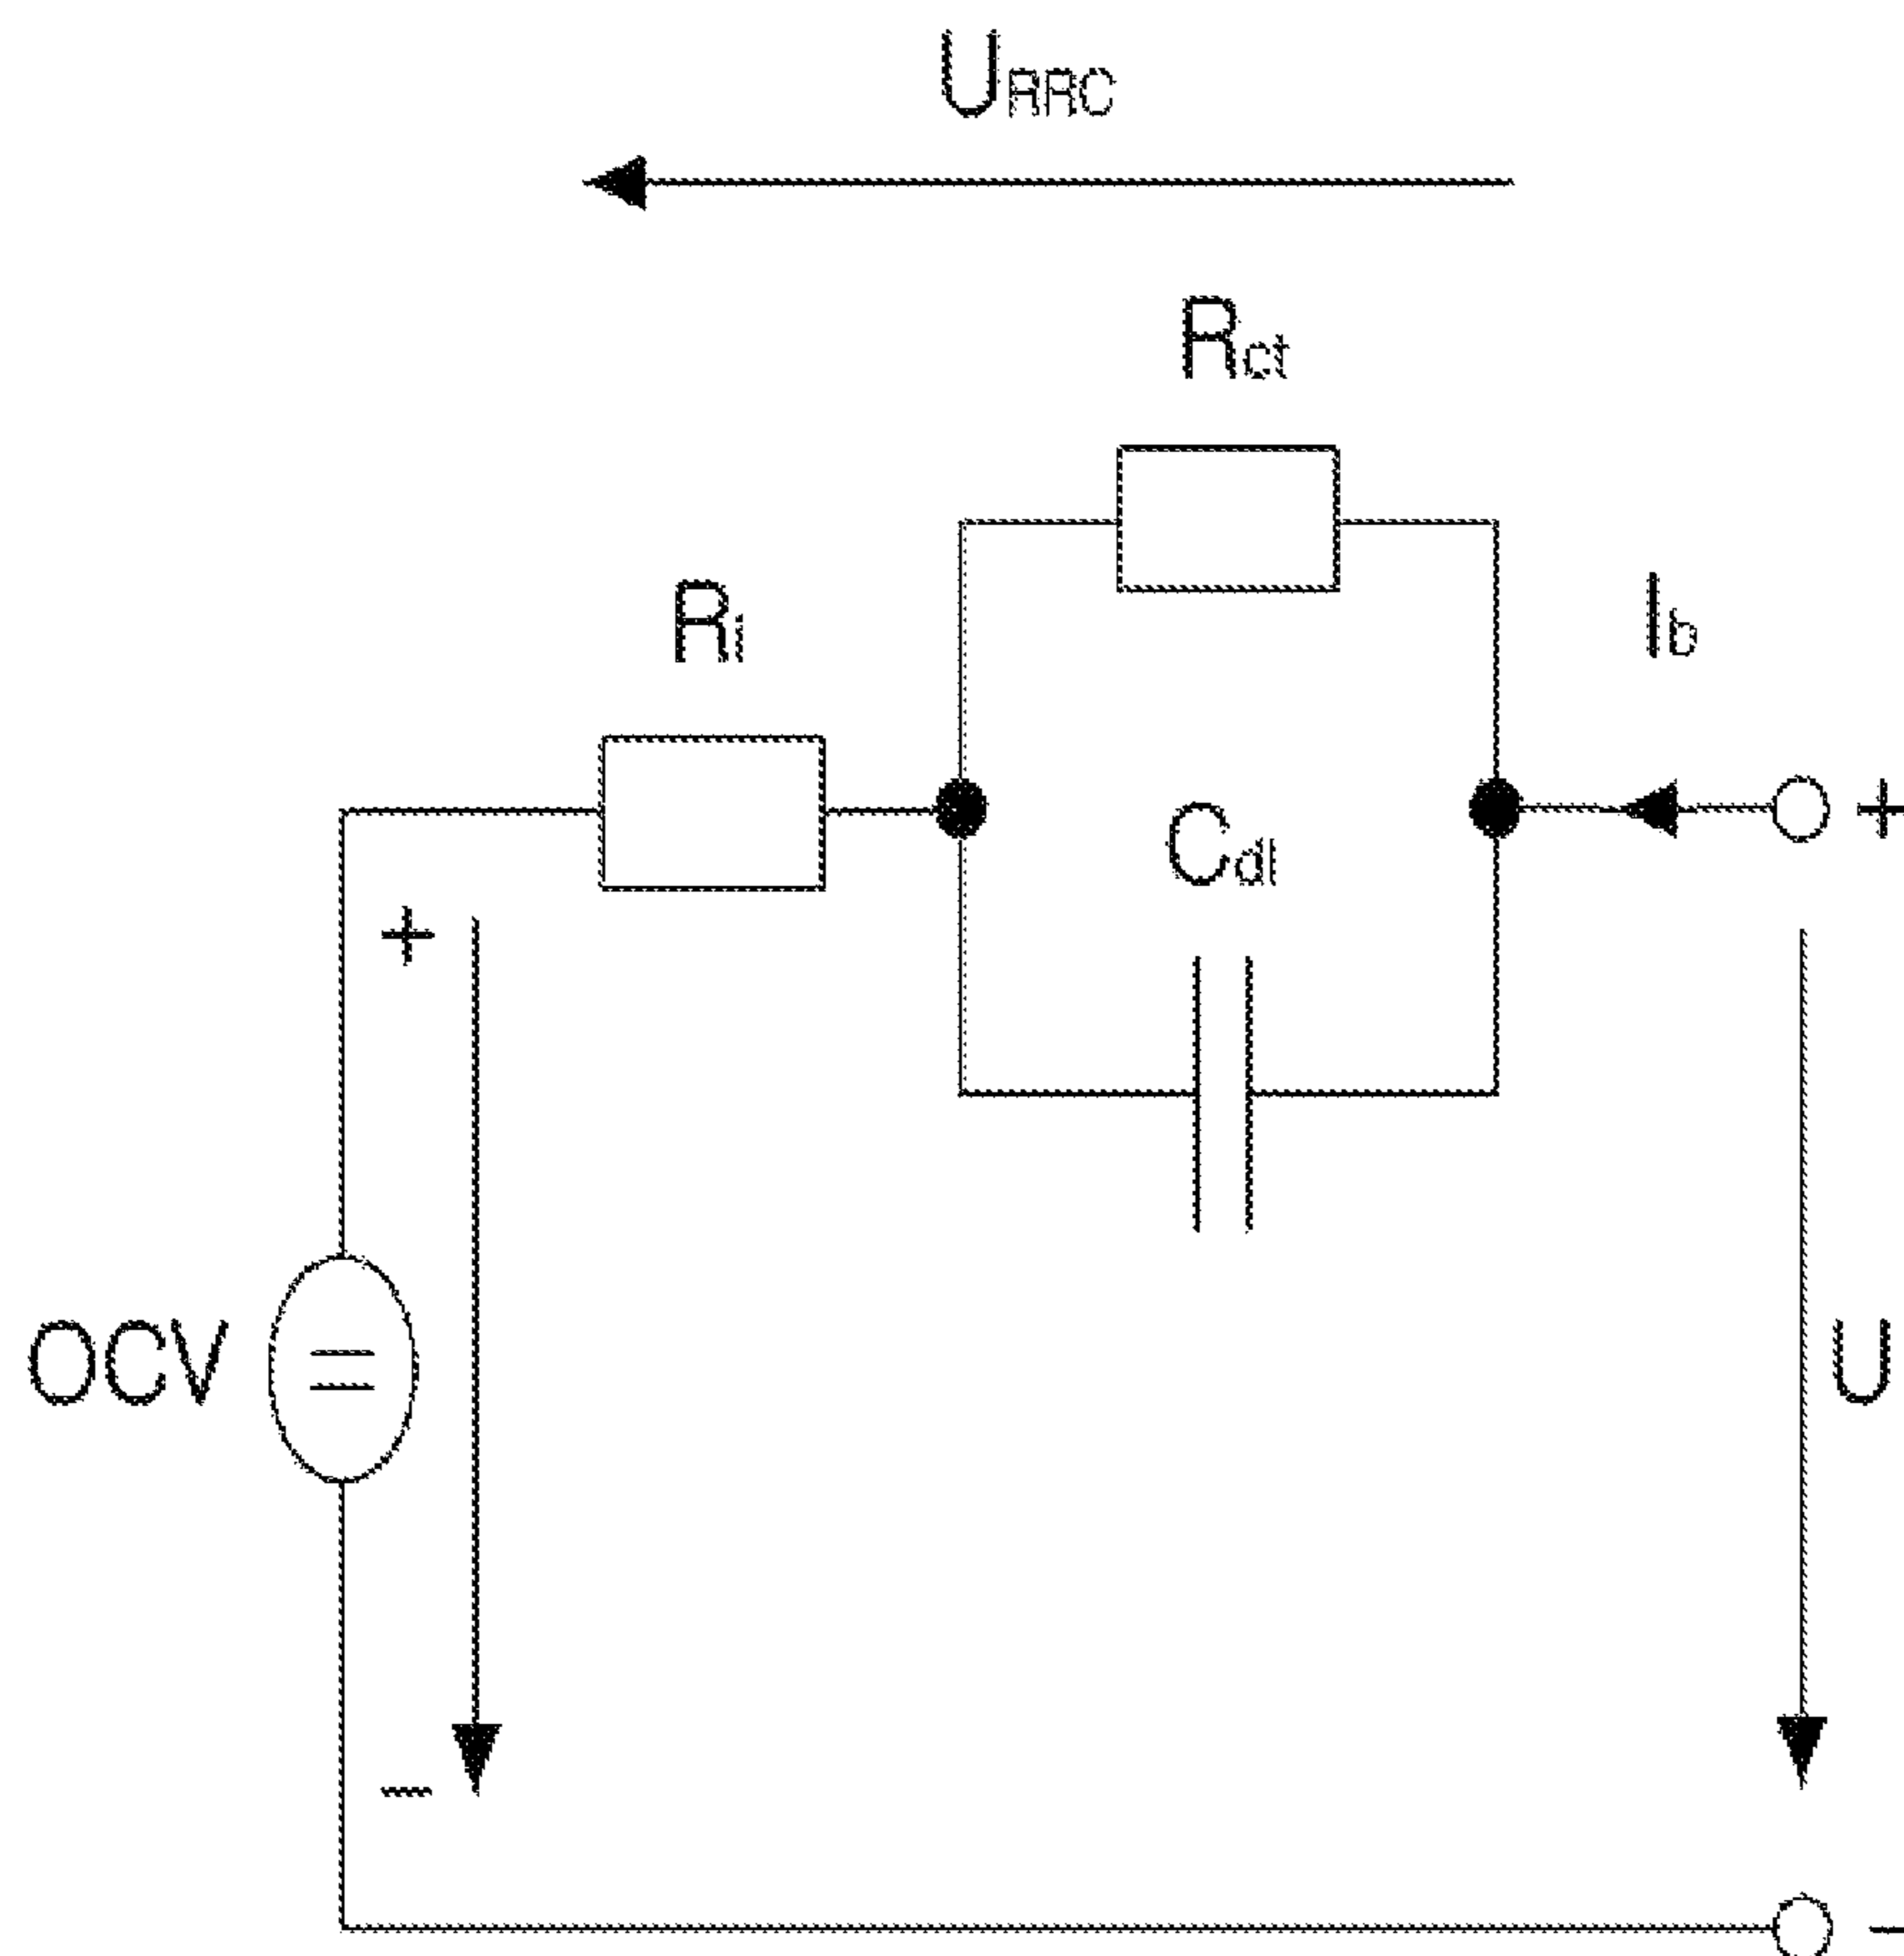 URRC
Rct
Ri
Ib
+
Cdl
+
OCV
=
U
−
−